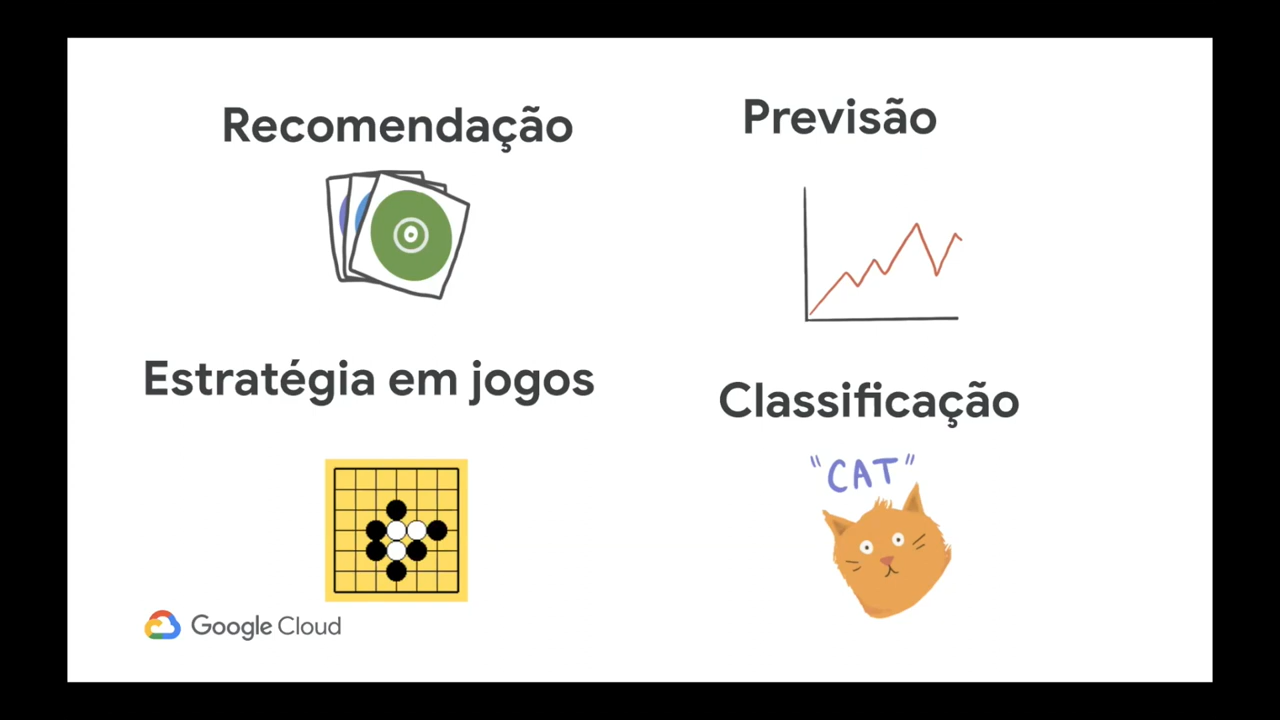 Recomendação
Previsão
Estratégia em jogos
Classificação
"CAT"
Google Cloud